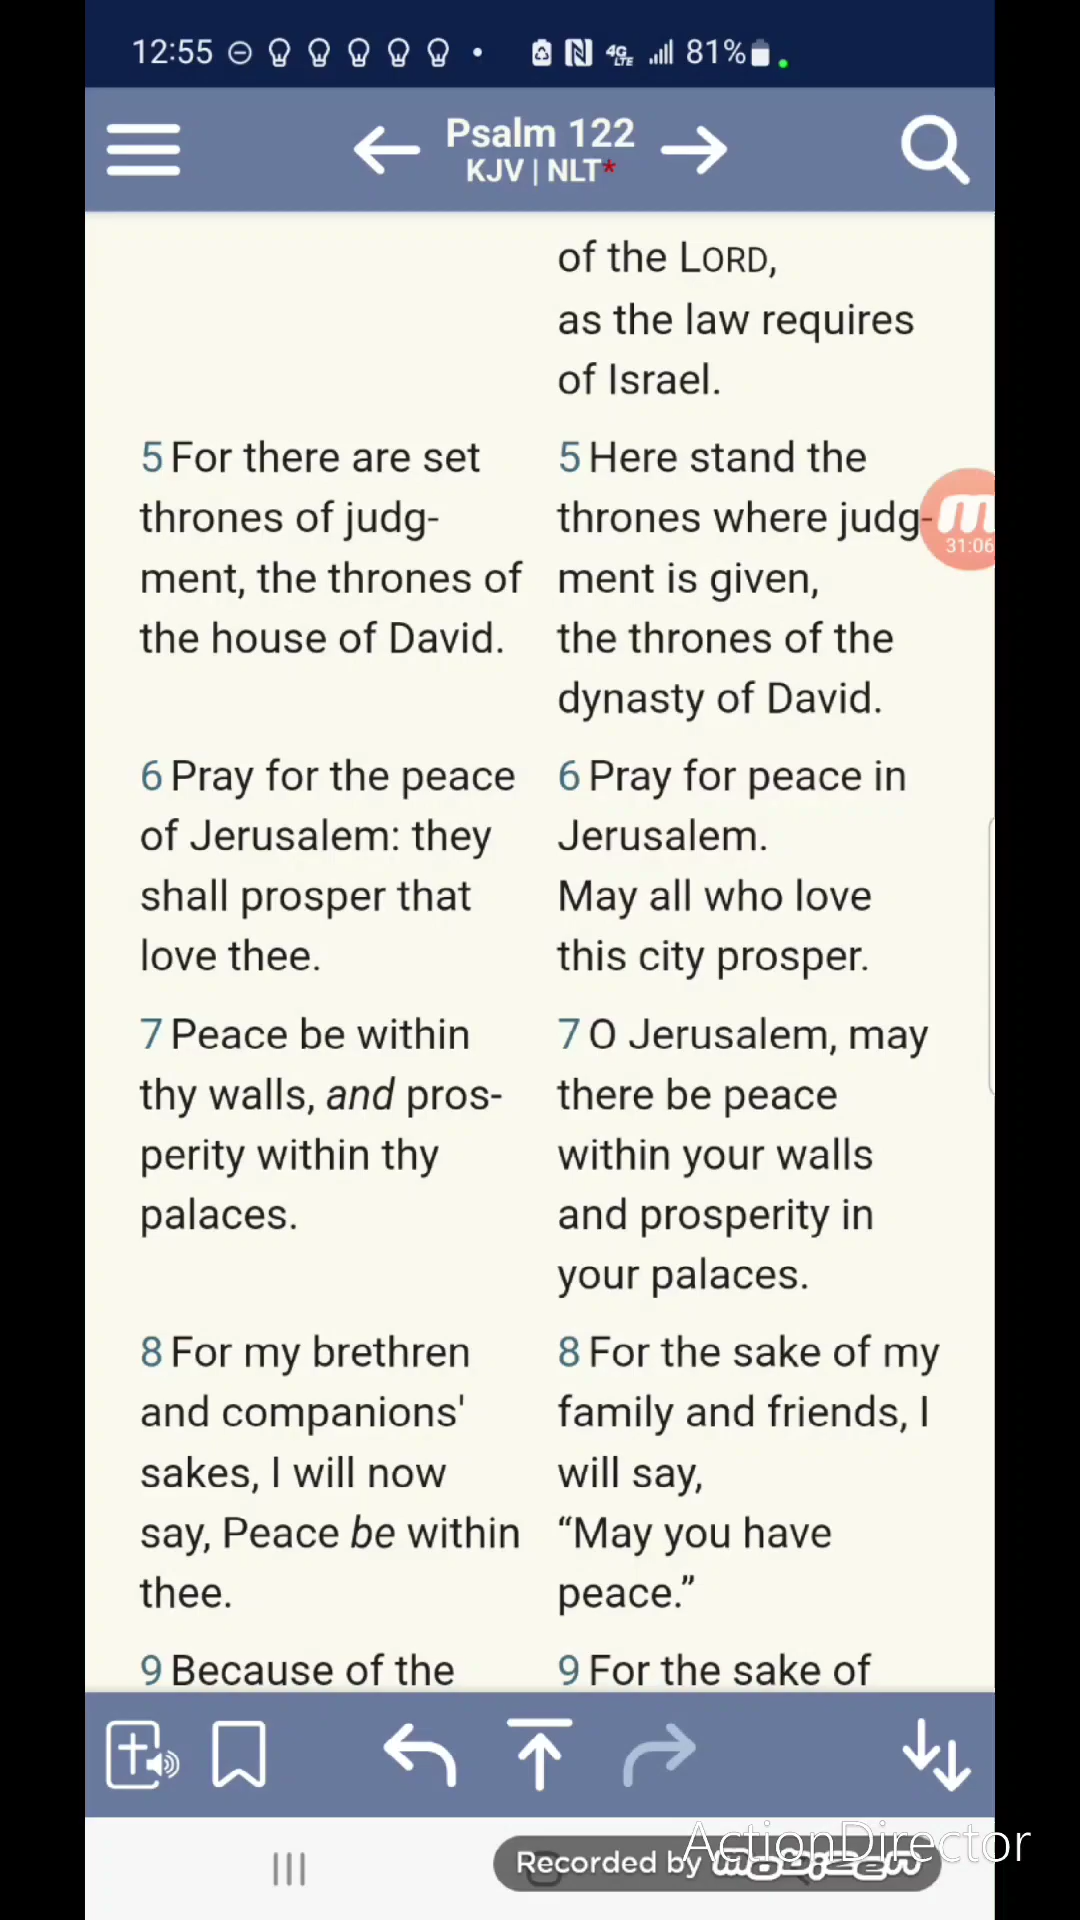 12:55
4G LTE
81%
Psalm 122
KJV | NLT*
of the LORD,
as the law requires
of Israel.
5 For there are set
thrones of judg-
ment, the thrones of
the house of David.
5 Here stand the
thrones where judg-
ment is given,
the thrones of the
dynasty of David.
m
31:06
6 Pray for the peace
of Jerusalem: they
shall prosper that
love thee.
6 Pray for peace in
Jerusalem.
May all who love
this city prosper.
7 Peace be within
thy walls, and pros-
perity within thy
palaces.
7 O Jerusalem, may
there be peace
within your walls
and prosperity in
your palaces.
8 For my brethren
and companions'
sakes, I will now
say, Peace be within
thee.
8 For the sake of my
family and friends, I
will say,
“May you have
peace.”
9 Because of the
9 For the sake of
ActionDirector
Recorded by mobizen